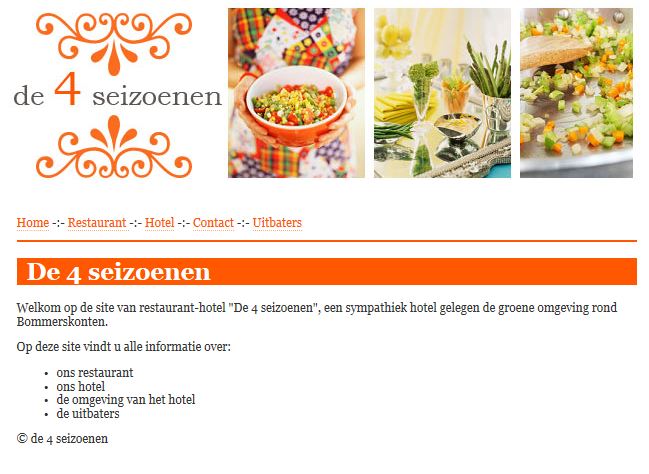 de 4 seizoenen
Home -:- Restaurant -:- Hotel -:- Contact -:- Uitbaters
De 4 seizoenen
Welkom op de site van restaurant-hotel "De 4 seizoenen", een sympathiek hotel gelegen de groene omgeving rond
Bommerskonten.
Op deze site vindt u alle informatie over:
• ons restaurant
• ons hotel
• de omgeving van het hotel
• de uitbaters
© de 4 seizoenen